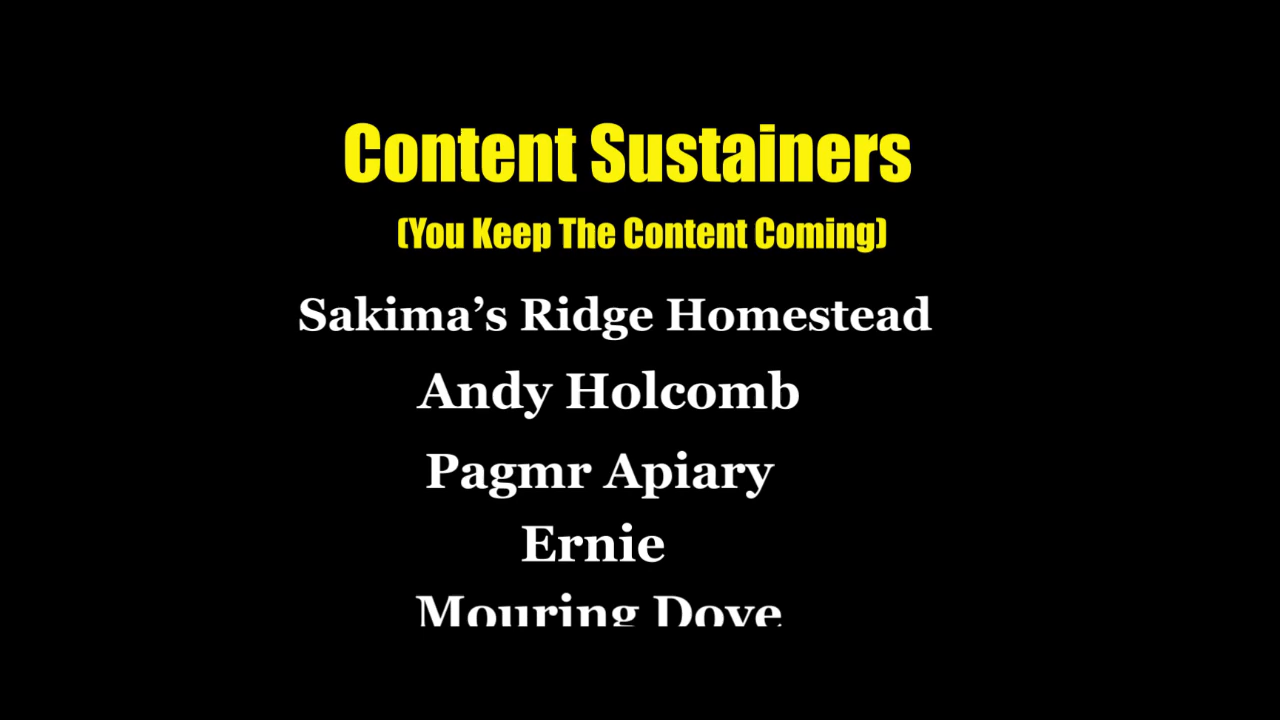 Content Sustainers
(You Keep The Content Coming)
Sakima’s Ridge Homestead
Andy Holcomb
Pagmr Apiary
Ernie
Mouring Dove